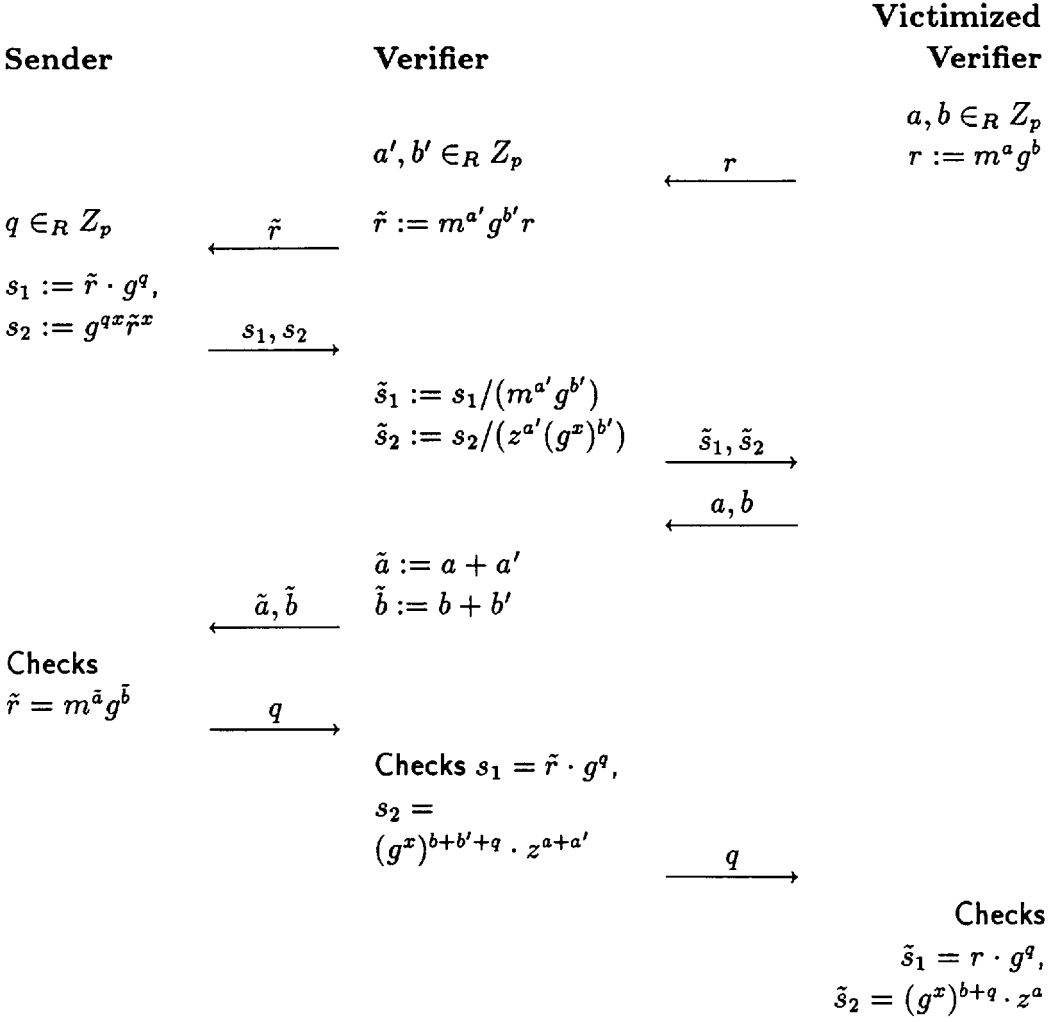 Victimized
Sender Verifier Verifier
a, b ∈_R Z_p
a′, b′ ∈_R Z_p r r := m^a g^b
q ∈_R Z_p r̃ r̃ := m^{a′} g^{b′} r
s_1 := r̃ · g^q,
s_2 := g^{qx} r̃^x s_1, s_2
s̃_1 := s_1/(m^{a′} g^{b′})
s̃_2 := s_2/(z^{a′} (g^x)^{b′}) s̃_1, s̃_2
a, b
ã := a + a′
ã, b̃ b̃ := b + b′
Checks
r̃ = m^ã g^b̃ q
Checks s_1 = r̃ · g^q,
s_2 =
(g^x)^{b+b′+q} · z^{a+a′} q
Checks
s̃_1 = r · g^q,
s̃_2 = (g^x)^{b+q} · z^a